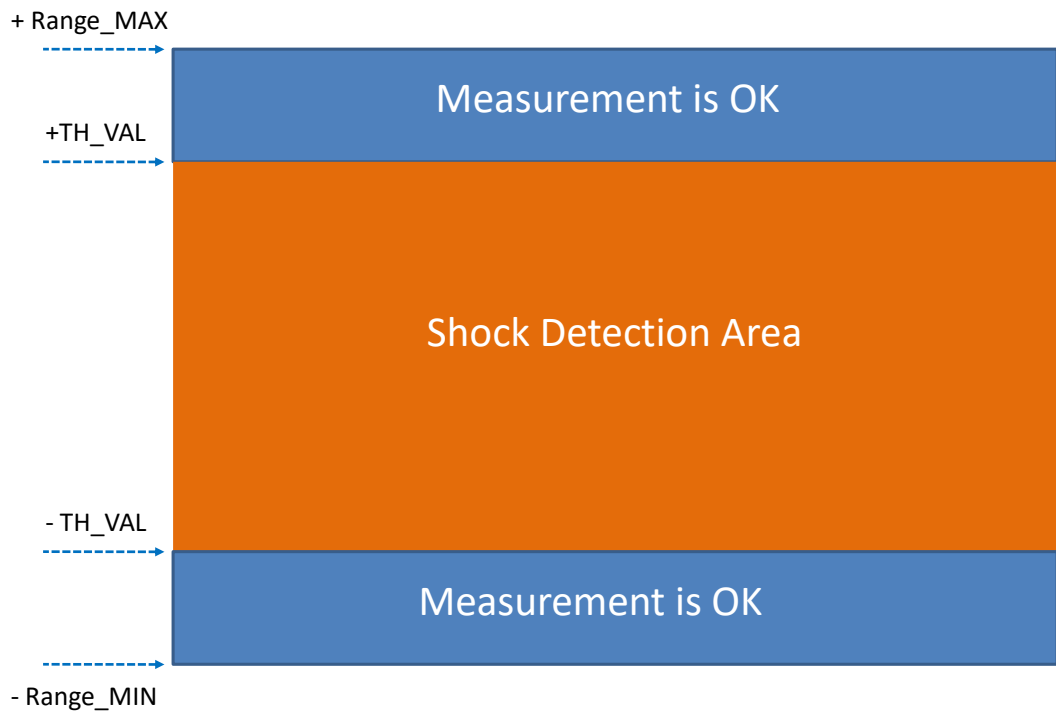 + Range_MAX
Measurement is OK
+TH_VAL
Shock Detection Area
- TH_VAL
Measurement is OK
- Range_MIN